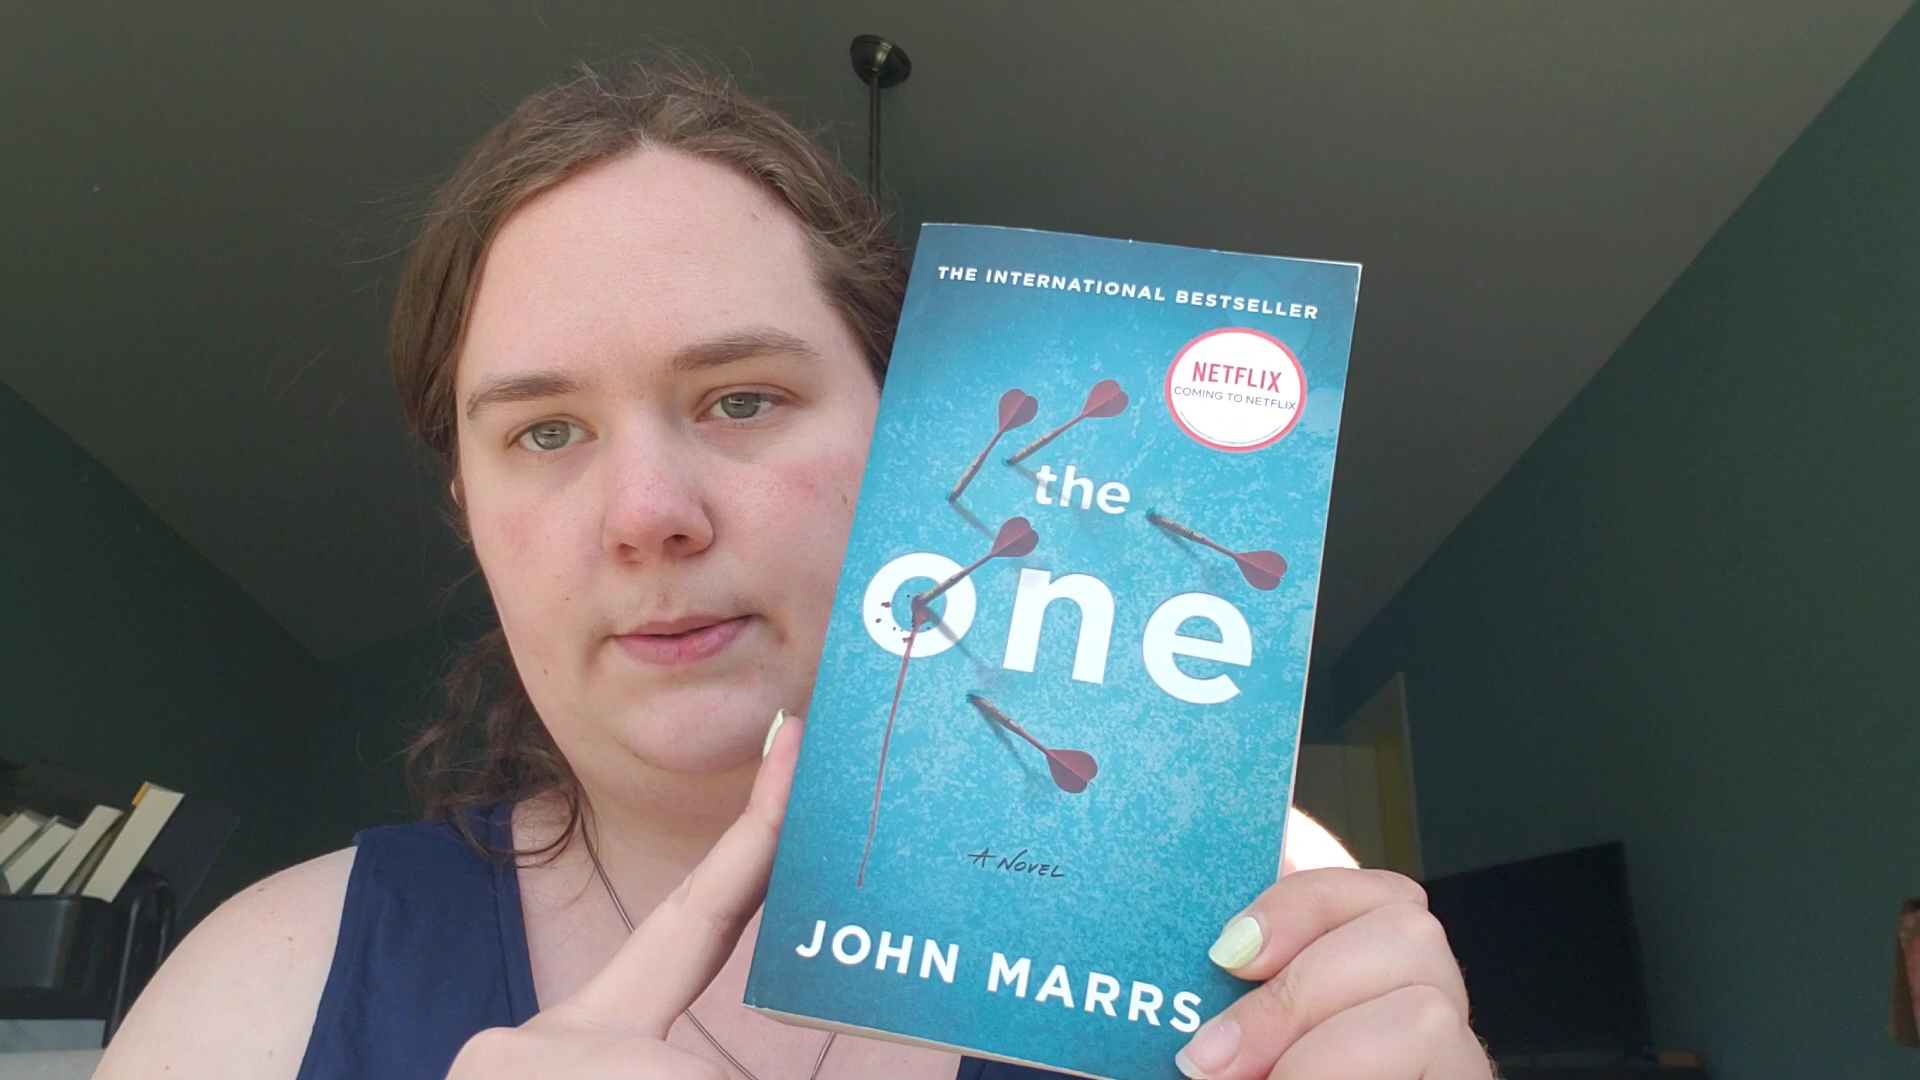 THE INTERNATIONAL BESTSELLER
NETFLIX
COMING TO NETFLIX
the
one
A NOVEL
JOHN MARRS